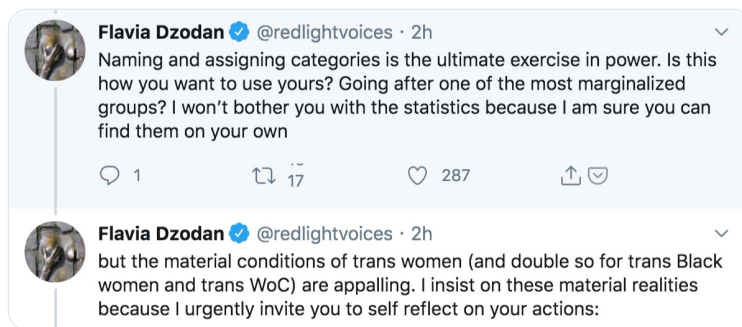 Flavia Dzodan @redlightvoices · 2h
Naming and assigning categories is the ultimate exercise in power. Is this
how you want to use yours? Going after one of the most marginalized
groups? I won't bother you with the statistics because I am sure you can
find them on your own
1 17 287
Flavia Dzodan @redlightvoices · 2h
but the material conditions of trans women (and double so for trans Black
women and trans WoC) are appalling. I insist on these material realities
because I urgently invite you to self reflect on your actions: